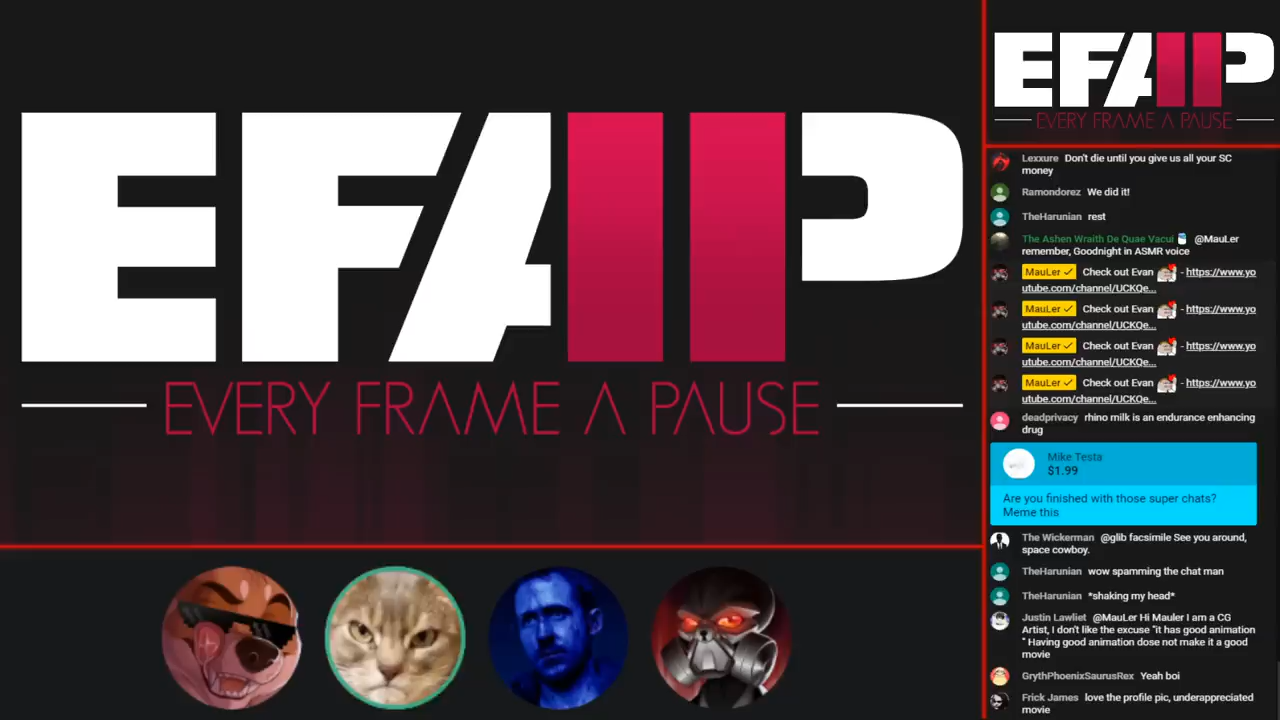 EFAP
EVERY FRAME A PAUSE
EFAP
EVERY FRAME A PAUSE
Lexxure Don't die until you give us all your SC
money
Ramondorez We did it!
TheHarunian rest
The Ashen Wraith De Quae Vacui @MauLer
remember, Goodnight in ASMR voice
MauLer ✓ Check out Evan - https://www.yo
utube.com/channel/UCKQe...
MauLer ✓ Check out Evan - https://www.yo
utube.com/channel/UCKQe...
MauLer ✓ Check out Evan - https://www.yo
utube.com/channel/UCKQe...
MauLer ✓ Check out Evan - https://www.yo
utube.com/channel/UCKQe...
deadprivacy rhino milk is an endurance enhancing
drug
Mike Testa
$1.99
Are you finished with those super chats?
Meme this
The Wickerman @glib facsimile See you around,
space cowboy.
TheHarunian wow spamming the chat man
TheHarunian *shaking my head*
Justin Lawliet @MauLer Hi Mauler I am a CG
Artist, I don't like the excuse "it has good animation
" Having good animation dose not make it a good
movie
GrythPhoenixSaurusRex Yeah boi
Frick James love the profile pic, underappreciated
movie